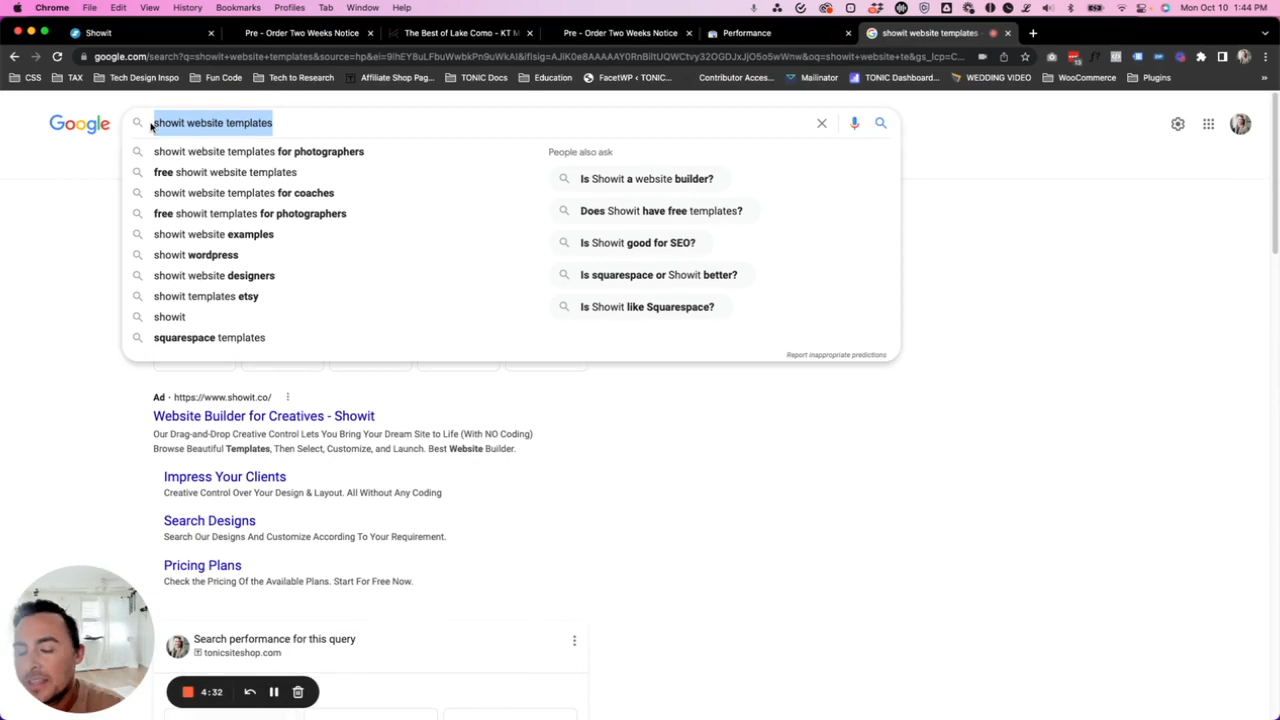 Chrome File Edit View History Bookmarks Profiles Tab Window Help Mon Oct 10 1:44 PM
Showit Pre - Order Two Weeks Notice The Best of Lake Como - KT M Pre - Order Two Weeks Notice Performance showit website templates -
CSS TAX Tech Design Inspo Fun Code Tech to Research Affiliate Shop Pag... TONIC Docs Education FacetWP < TONIC... Contributor Access... Mailinator TONIC Dashboard... WEDDING VIDEO WooCommerce Plugins »
Google
showit website templates
showit website templates for photographers
free showit website templates
showit website templates for coaches
free showit templates for photographers
showit website examples
showit wordpress
showit website designers
showit templates etsy
showit
squarespace templates
People also ask
Is Showit a website builder?
Does Showit have free templates?
Is Showit good for SEO?
Is squarespace or Showit better?
Is Showit like Squarespace?
Report inappropriate predictions
Ad · https://www.showit.co/
Website Builder for Creatives - Showit
Our Drag-and-Drop Creative Control Lets You Bring Your Dream Site to Life (With NO Coding)
Browse Beautiful Templates, Then Select, Customize, and Launch. Best Website Builder.
Impress Your Clients
Creative Control Over Your Design & Layout. All Without Any Coding
Search Designs
Search Our Designs And Customize According To Your Requirement.
Pricing Plans
Check the Pricing Of the Available Plans. Start For Free Now.
Search performance for this query
tonicsiteshop.com
4:32